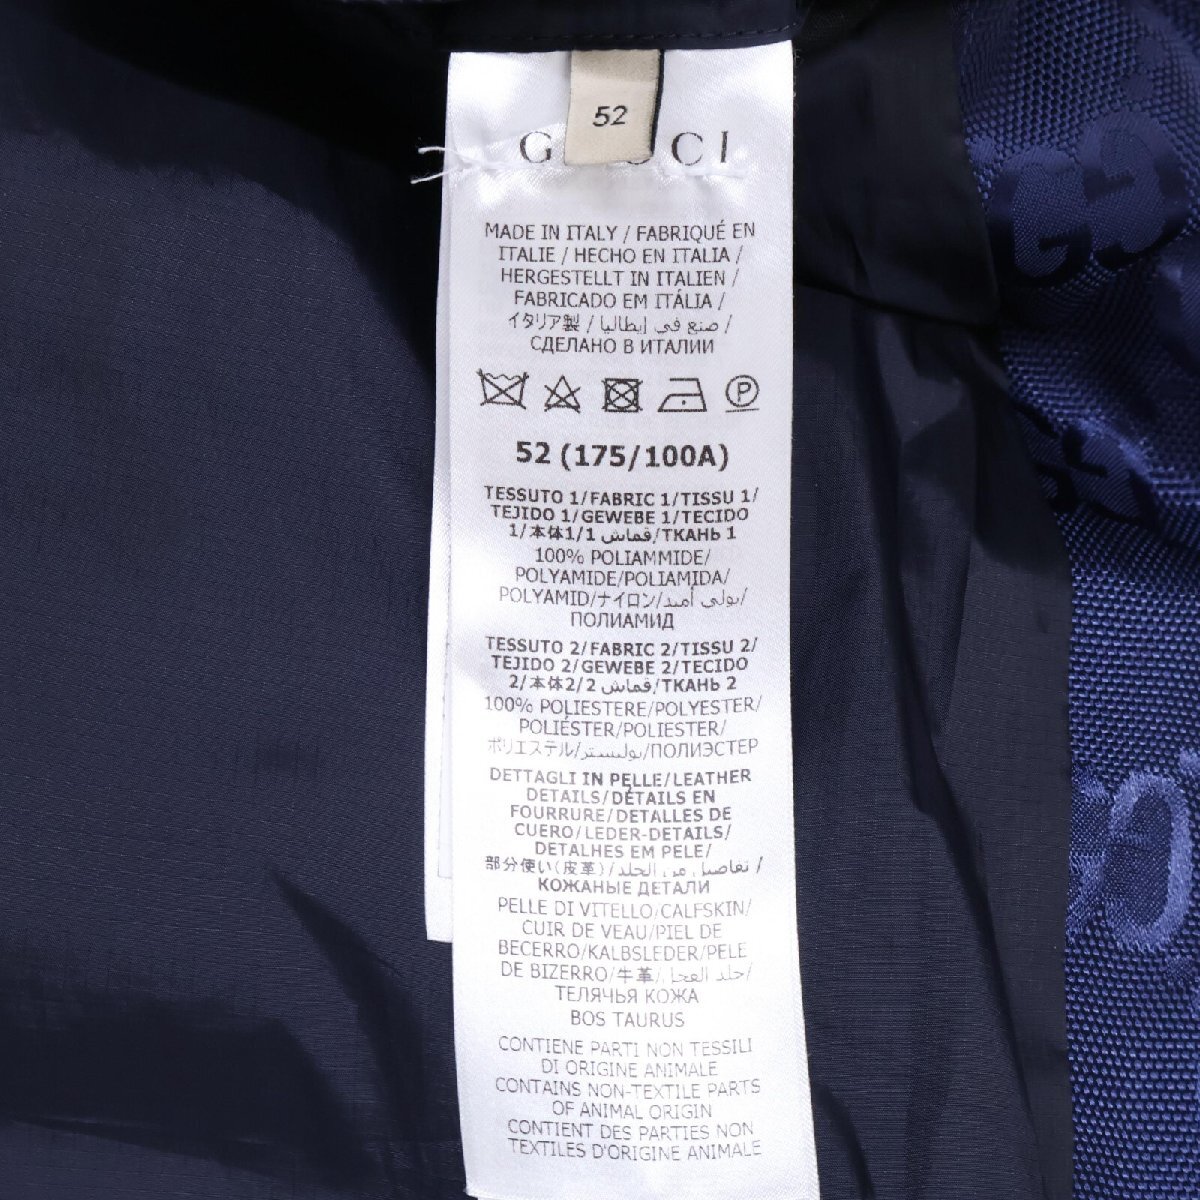 52
G CCI
MADE IN ITALY / FABRIQUÉ EN
ITALIE / HECHO EN ITALIA /
HERGESTELLT IN ITALIEN /
FABRICADO EM ITÁLIA /
イタリア製 / صنع في إيطاليا /
СДЕЛАНО В ИТАЛИИ
P
52 (175/100A)
TESSUTO 1/FABRIC 1/TISSU 1/
TEJIDO 1/GEWEBE 1/TECIDO
1/本体1/1 قماش/ТКАНЬ 1
100% POLIAMMIDE/
POLYAMIDE/POLIAMIDA/
POLYAMID/ナイロン/بولي أميد/
ПОЛИАМИД
TESSUTO 2/FABRIC 2/TISSU 2/
TEJIDO 2/GEWEBE 2/TECIDO
2/本体2/2 قماش/ТКАНЬ 2
100% POLIESTERE/POLYESTER/
POLIÉSTER/POLIESTER/
ポリエステル/بوليستر/ПОЛИЭСТЕР
DETTAGLI IN PELLE/LEATHER
DETAILS/DÉTAILS EN
FOURRURE/DETALLES DE
CUERO/LEDER-DETAILS/
DETALHES EM PELE/
部分使い(皮革)/تفاصيل من الجلد /
КОЖАНЫЕ ДЕТАЛИ
PELLE DI VITELLO/CALFSKIN/
CUIR DE VEAU/PIEL DE
BECERRO/KALBSLEDER/PELE
DE BIZERRO/牛革/جلد العجل/
ТЕЛЯЧЬЯ КОЖА
BOS TAURUS
CONTIENE PARTI NON TESSILI
DI ORIGINE ANIMALE
CONTAINS NON-TEXTILE PARTS
OF ANIMAL ORIGIN
CONTIENT DES PARTIES NON
TEXTILES D'ORIGINE ANIMALE